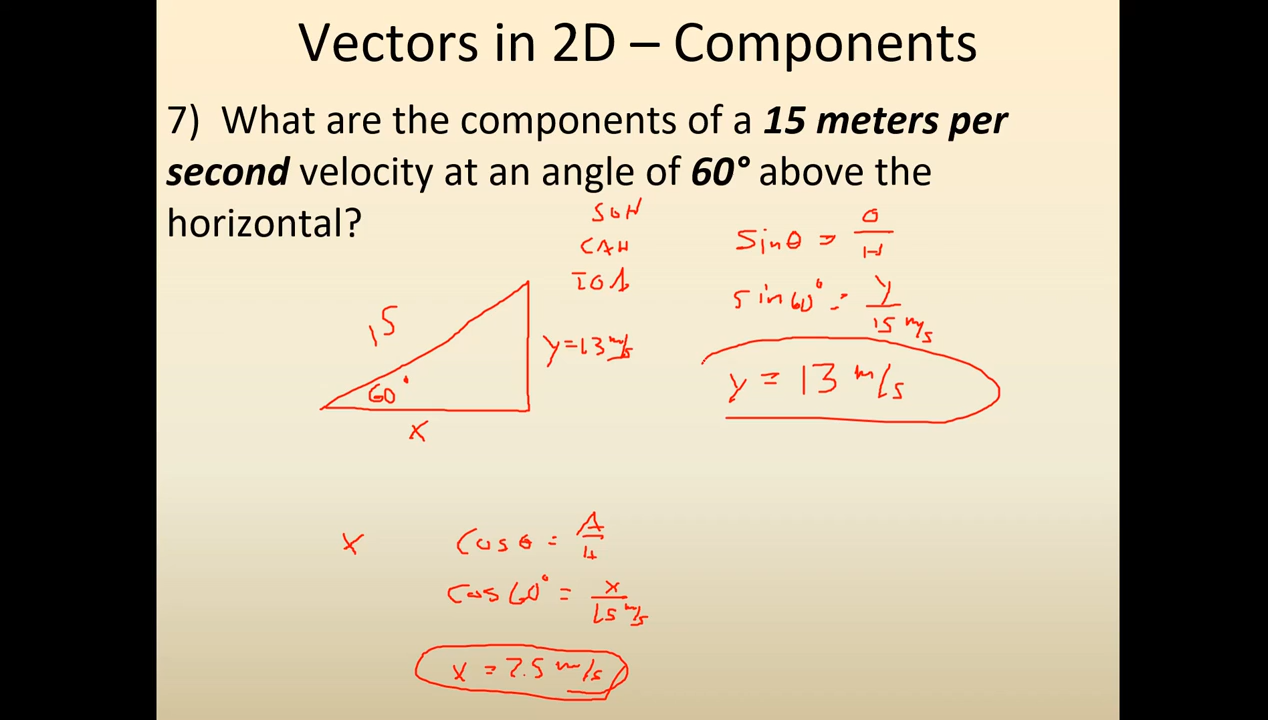 Vectors in 2D – Components
7) What are the components of a 15 meters per
second velocity at an angle of 60° above the
horizontal?
SOH
CAH
TOA
15
60°
x
y=13 m/s
sinθ = O/H
sin60° = y/15 m/s
y = 13 m/s
x
cosθ = A/H
cos60° = x/15 m/s
x = 7.5 m/s